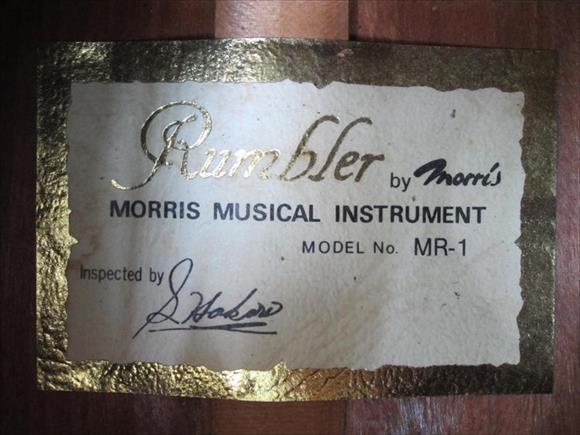 Rumbler by Morris
MORRIS MUSICAL INSTRUMENT
MODEL No. MR-1
Inspected by